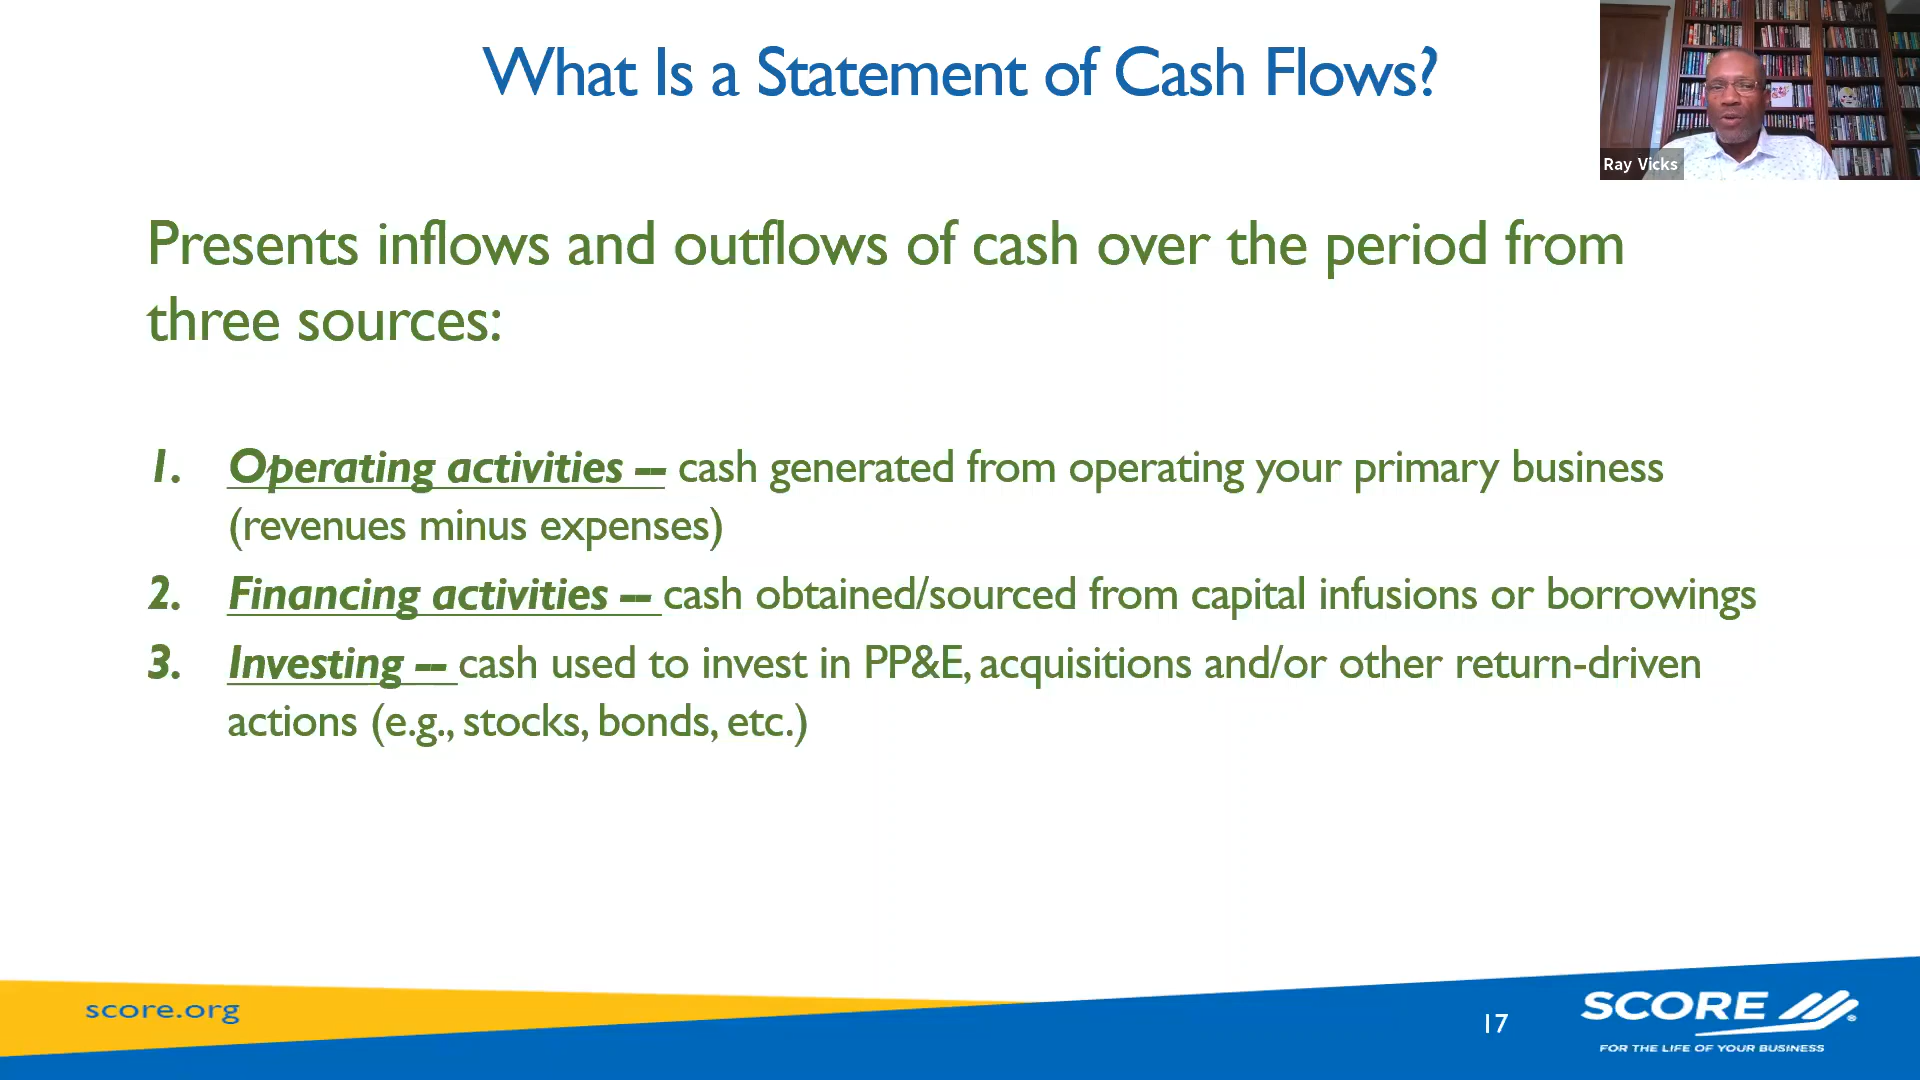 What Is a Statement of Cash Flows?
Ray Vicks
Presents inflows and outflows of cash over the period from
three sources:
1. Operating activities -- cash generated from operating your primary business
(revenues minus expenses)
2. Financing activities -- cash obtained/sourced from capital infusions or borrowings
3. Investing -- cash used to invest in PP&E, acquisitions and/or other return-driven
actions (e.g., stocks, bonds, etc.)
score.org
17
SCORE ®
FOR THE LIFE OF YOUR BUSINESS